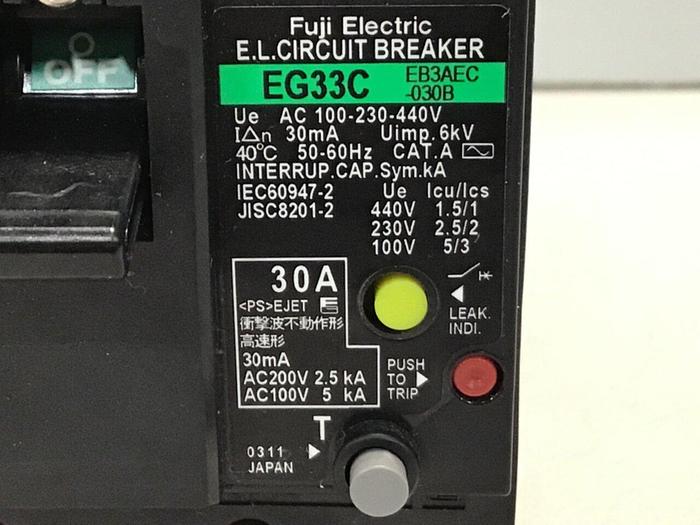 OFF
Fuji Electric
E.L.CIRCUIT BREAKER
EG33C EB3AEC
-030B
Ue AC 100-230-440V
I△n 30mA Uimp.6kV
40℃ 50-60Hz CAT.A
INTERRUP.CAP.Sym.kA
IEC60947-2 Ue Icu/Ics
JISC8201-2 440V 1.5/1
230V 2.5/2
100V 5/3
30A
<PS>EJET
衝撃波不動作形
高速形
30mA
AC200V 2.5 kA
AC100V 5 kA
LEAK.
INDI.
PUSH
TO
TRIP
T
0311
JAPAN